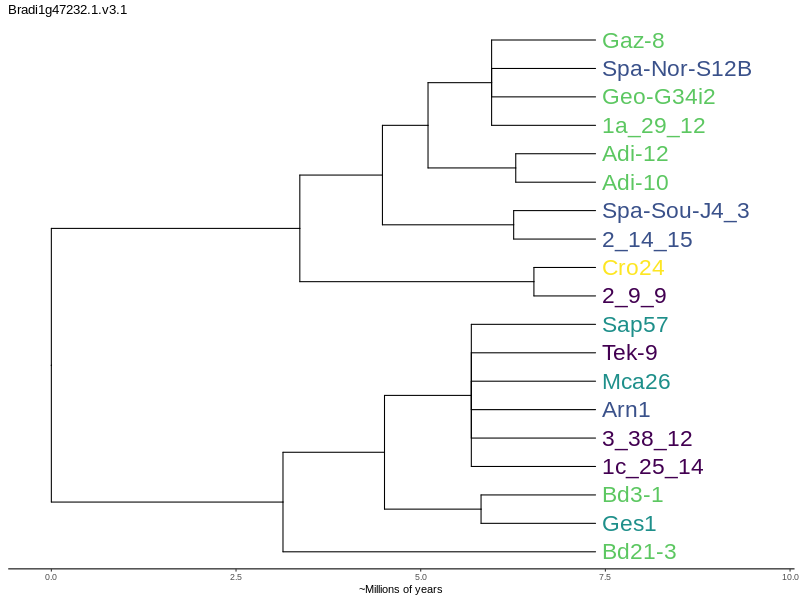 Bradi1g47232.1.v3.1
Gaz-8
Spa-Nor-S12B
Geo-G34i2
1a_29_12
Adi-12
Adi-10
Spa-Sou-J4_3
2_14_15
Cro24
2_9_9
Sap57
Tek-9
Mca26
Arn1
3_38_12
1c_25_14
Bd3-1
Ges1
Bd21-3
0.0 2.5 5.0 7.5 10.0
~Millions of years